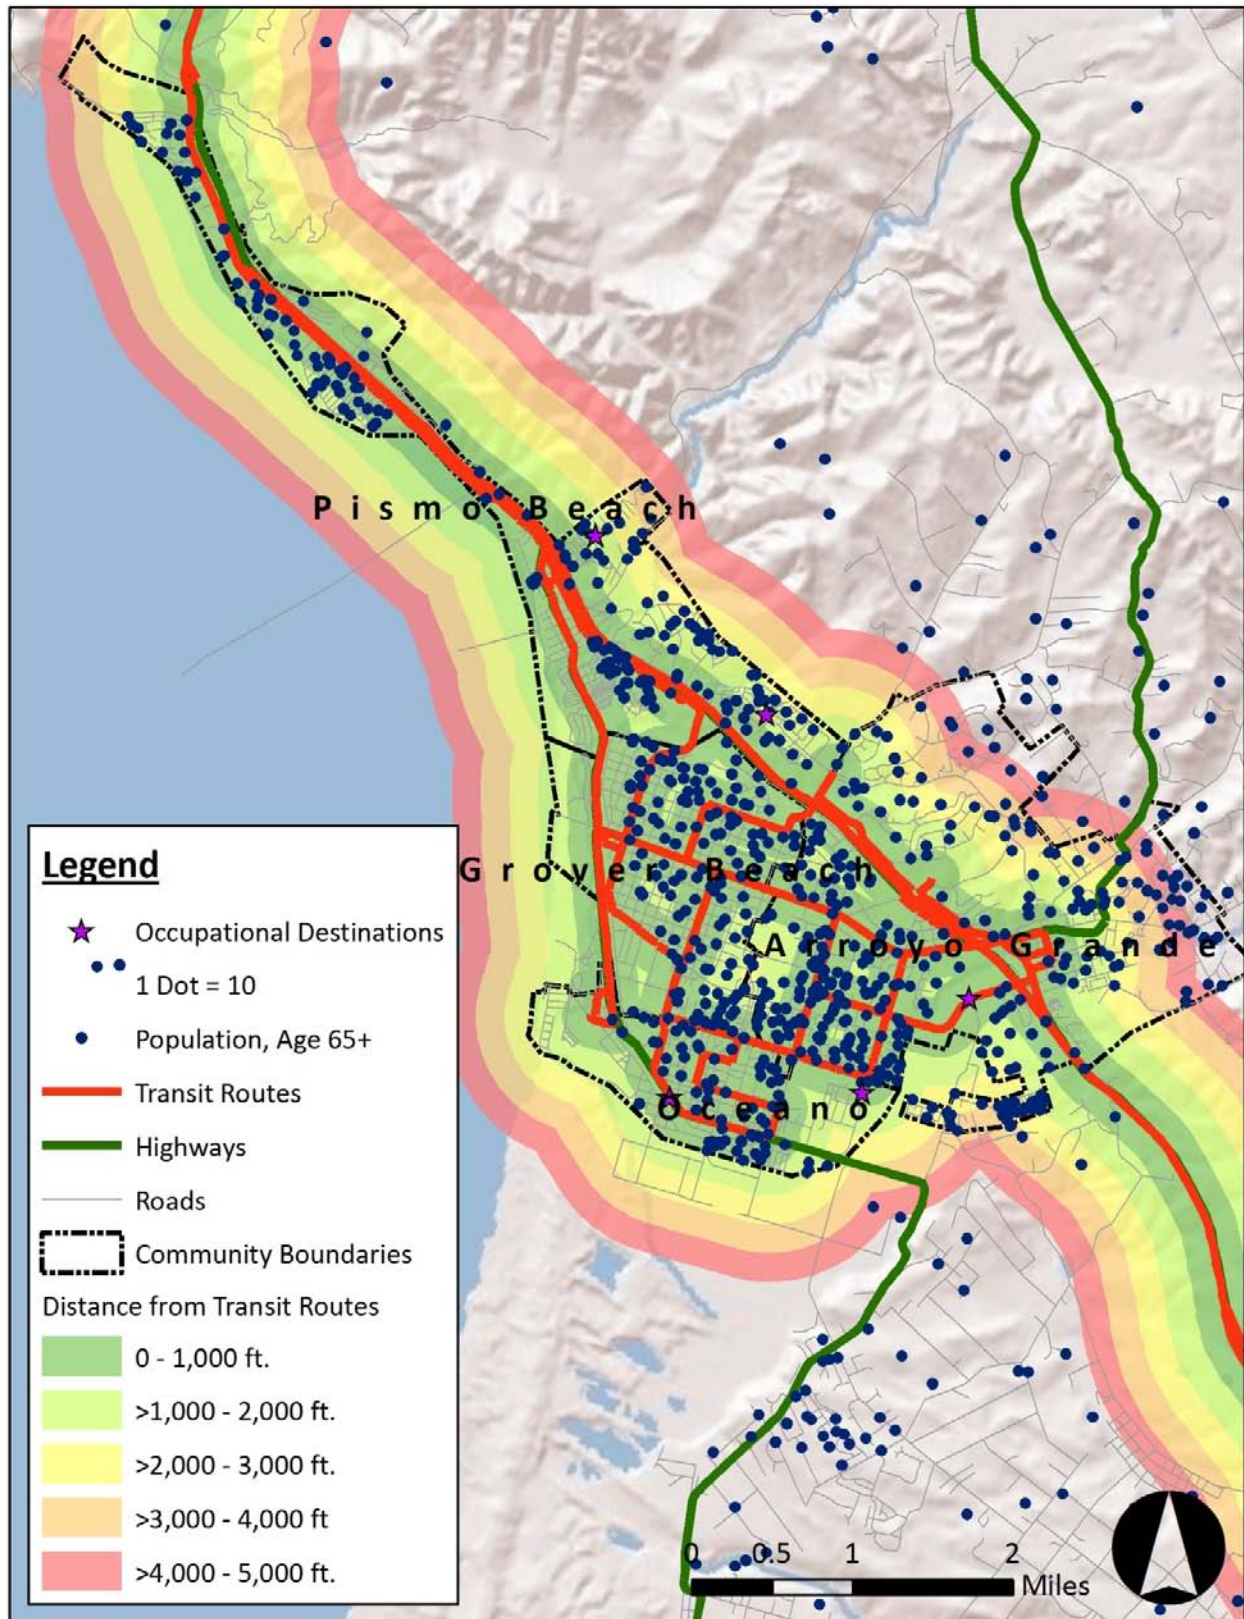 Pismo Beach
Grover Beach
Arroyo Grande
Oceano
Legend
Occupational Destinations
1 Dot = 10
Population, Age 65+
Transit Routes
Highways
Roads
Community Boundaries
Distance from Transit Routes
0 - 1,000 ft.
>1,000 - 2,000 ft.
>2,000 - 3,000 ft.
>3,000 - 4,000 ft
>4,000 - 5,000 ft.
0 0.5 1 2
Miles